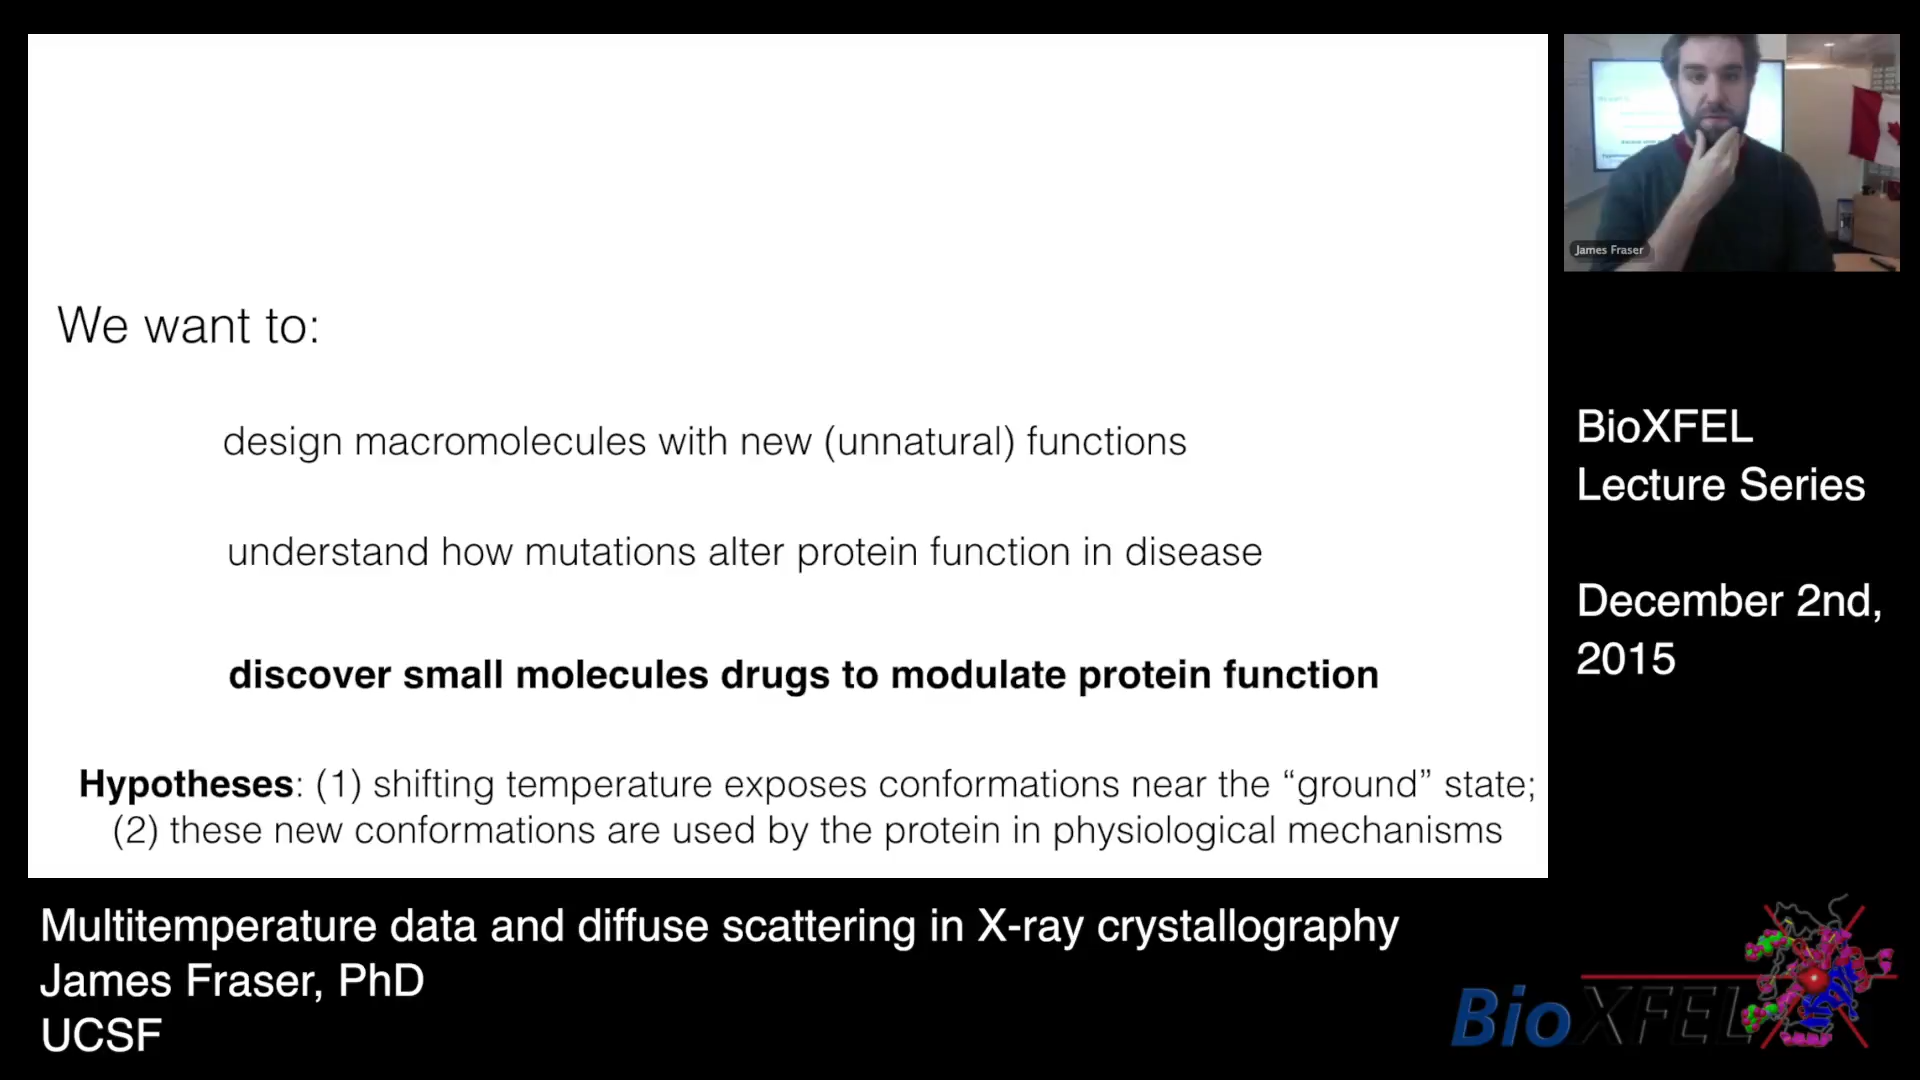 We want to:
design macromolecules with new (unnatural) functions
understand how mutations alter protein function in disease
discover small molecules drugs to modulate protein function
Hypotheses: (1) shifting temperature exposes conformations near the “ground” state;
(2) these new conformations are used by the protein in physiological mechanisms
James Fraser
BioXFEL
Lecture Series
December 2nd,
2015
Multitemperature data and diffuse scattering in X-ray crystallography
James Fraser, PhD
UCSF
BioXFEL